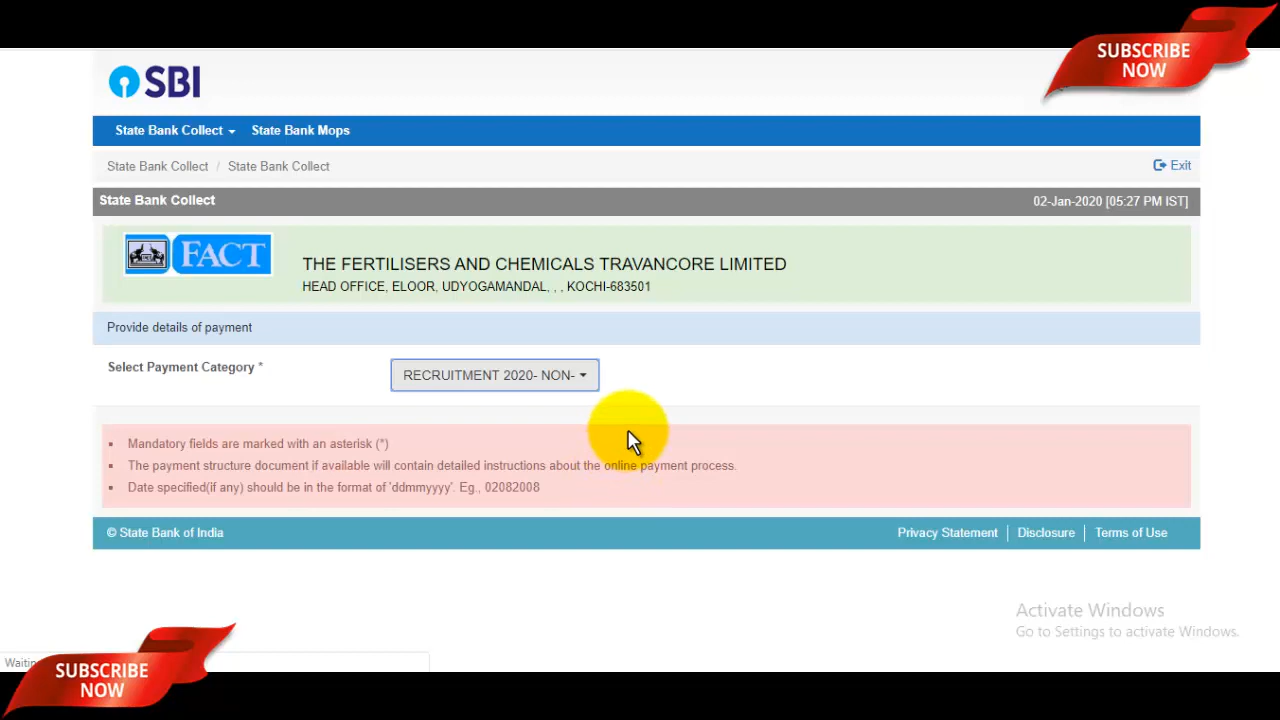 SUBSCRIBE
NOW
SBI
State Bank Collect
State Bank Mops
State Bank Collect / State Bank Collect
Exit
State Bank Collect
02-Jan-2020 [05:27 PM IST]
FACT
THE FERTILISERS AND CHEMICALS TRAVANCORE LIMITED
HEAD OFFICE, ELOOR, UDYOGAMANDAL, , , KOCHI-683501
Provide details of payment
Select Payment Category *
RECRUITMENT 2020- NON-
Mandatory fields are marked with an asterisk (*)
The payment structure document if available will contain detailed instructions about the online payment process.
Date specified(if any) should be in the format of 'ddmmyyyy'. Eg., 02082008
© State Bank of India
Privacy Statement
Disclosure
Terms of Use
Activate Windows
Go to Settings to activate Windows.
SUBSCRIBE
NOW